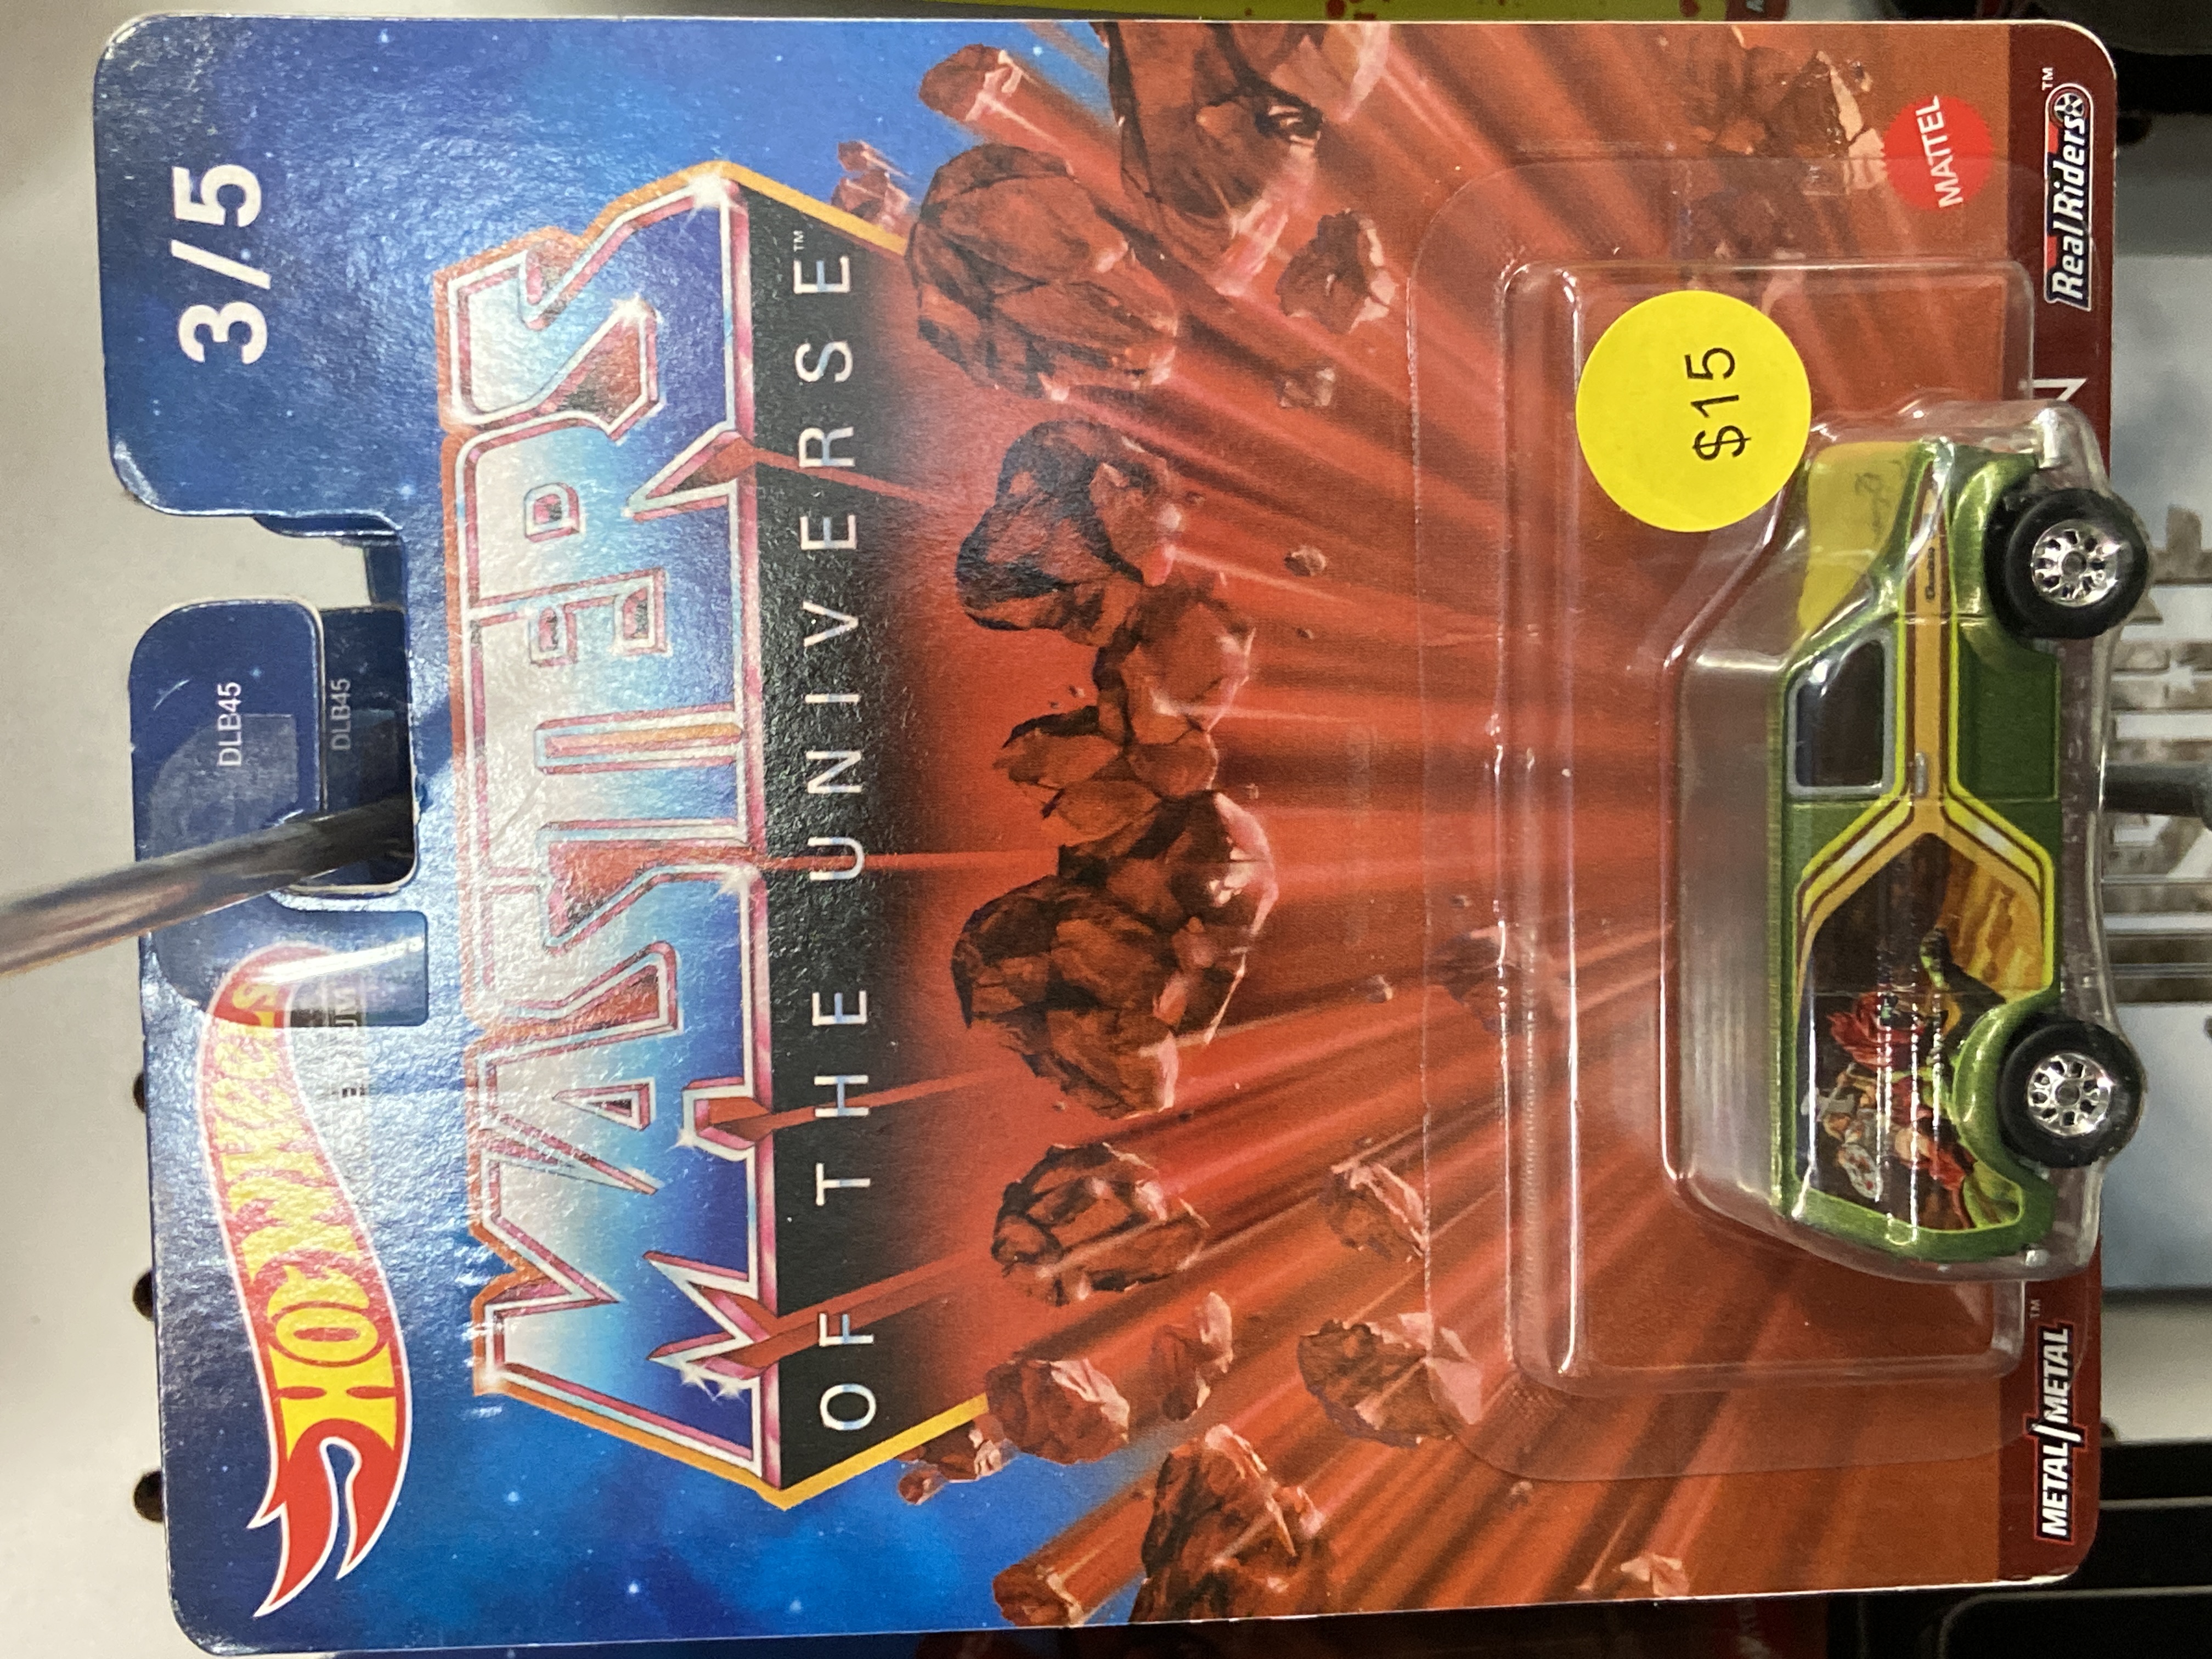 3/5
DLB45
DLB45
HOT WHEELS
MASTERS
OF THE UNIVERSE™
$15
MATTEL
METAL/METAL™
Real Riders™